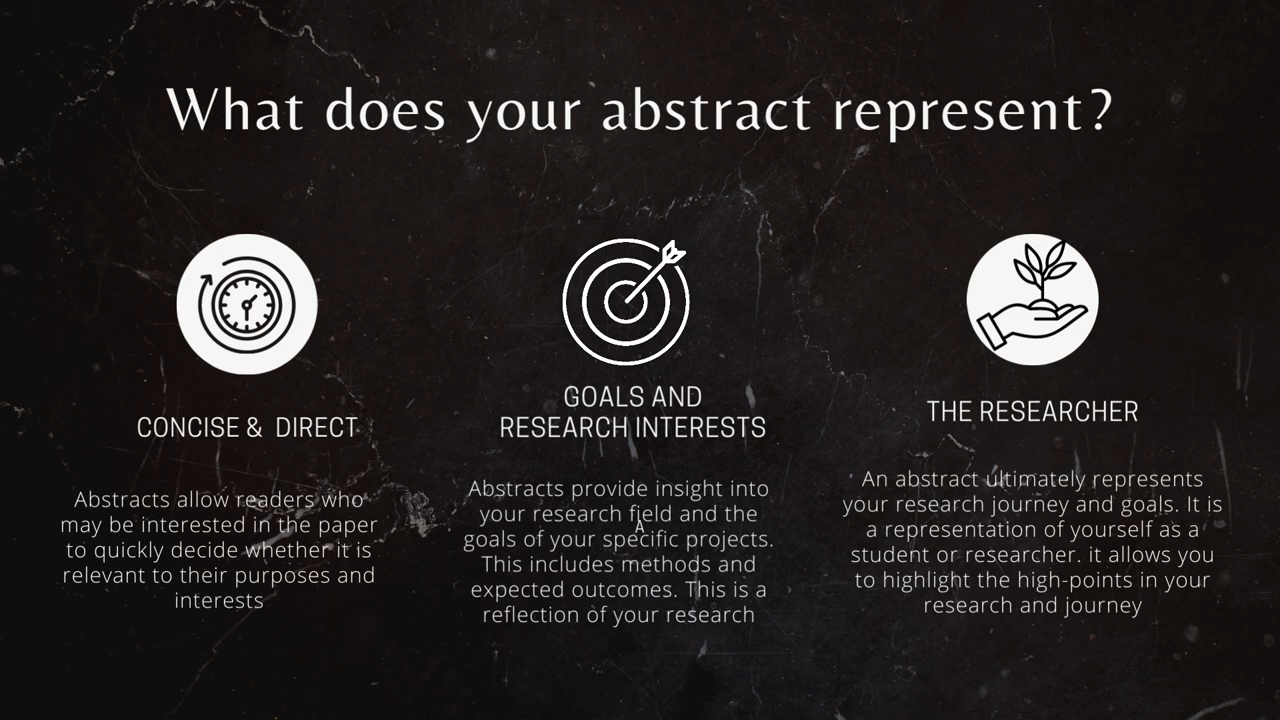 What does your abstract represent?
CONCISE & DIRECT
Abstracts allow readers who
may be interested in the paper
to quickly decide whether it is
relevant to their purposes and
interests
GOALS AND
RESEARCH INTERESTS
Abstracts provide insight into
your research field and the
A
goals of your specific projects.
This includes methods and
expected outcomes. This is a
reflection of your research
THE RESEARCHER
An abstract ultimately represents
your research journey and goals. It is
a representation of yourself as a
student or researcher. it allows you
to highlight the high-points in your
research and journey